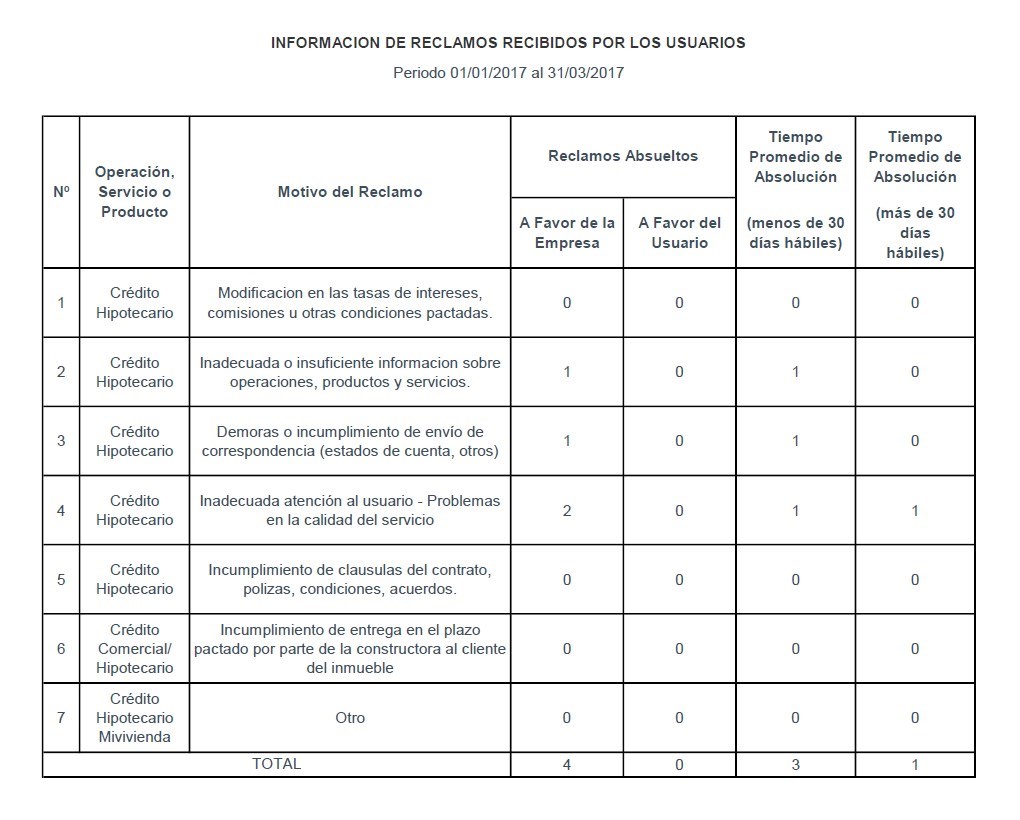 INFORMACION DE RECLAMOS RECIBIDOS POR LOS USUARIOS
Periodo 01/01/2017 al 31/03/2017
Nº
Operación,
Servicio o
Producto
Motivo del Reclamo
Reclamos Absueltos
A Favor de la
Empresa
A Favor del
Usuario
Tiempo
Promedio de
Absolución
(menos de 30
días hábiles)
Tiempo
Promedio de
Absolución
(más de 30
días
hábiles)
1
Crédito
Hipotecario
Modificacion en las tasas de intereses,
comisiones u otras condiciones pactadas.
0
0
0
0
2
Crédito
Hipotecario
Inadecuada o insuficiente informacion sobre
operaciones, productos y servicios.
1
0
1
0
3
Crédito
Hipotecario
Demoras o incumplimiento de envío de
correspondencia (estados de cuenta, otros)
1
0
1
0
4
Crédito
Hipotecario
Inadecuada atención al usuario - Problemas
en la calidad del servicio
2
0
1
1
5
Crédito
Hipotecario
Incumplimiento de clausulas del contrato,
polizas, condiciones, acuerdos.
0
0
0
0
6
Crédito
Comercial/
Hipotecario
Incumplimiento de entrega en el plazo
pactado por parte de la constructora al cliente
del inmueble
0
0
0
0
7
Crédito
Hipotecario
Mivivienda
Otro
0
0
0
0
TOTAL
4
0
3
1